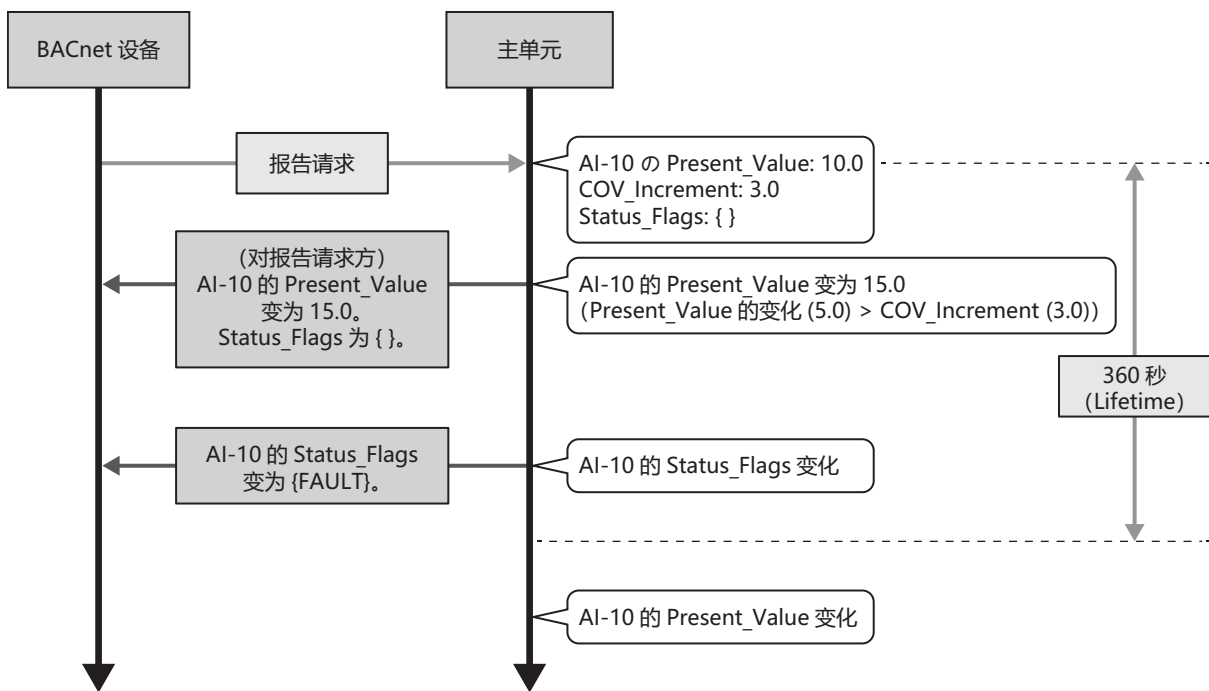 BACnet 设备
主单元
报告请求
AI-10 の Present_Value: 10.0
COV_Increment: 3.0
Status_Flags: { }
(对报告请求方)
AI-10 的 Present_Value
变为 15.0。
Status_Flags 为 { }。
AI-10 的 Present_Value 变为 15.0
(Present_Value 的变化 (5.0) > COV_Increment (3.0))
360 秒
(Lifetime)
AI-10 的 Status_Flags
变为 {FAULT}。
AI-10 的 Status_Flags 变化
AI-10 的 Present_Value 变化